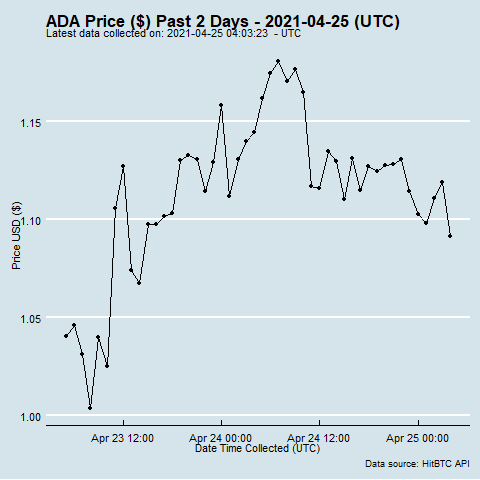 ADA Price ($) Past 2 Days - 2021-04-25 (UTC)
Latest data collected on: 2021-04-25 04:03:23  - UTC
Price USD ($)
1.15
1.10
1.05
1.00
Apr 23 12:00 Apr 24 00:00 Apr 24 12:00 Apr 25 00:00
Date Time Collected (UTC)
Data source: HitBTC API